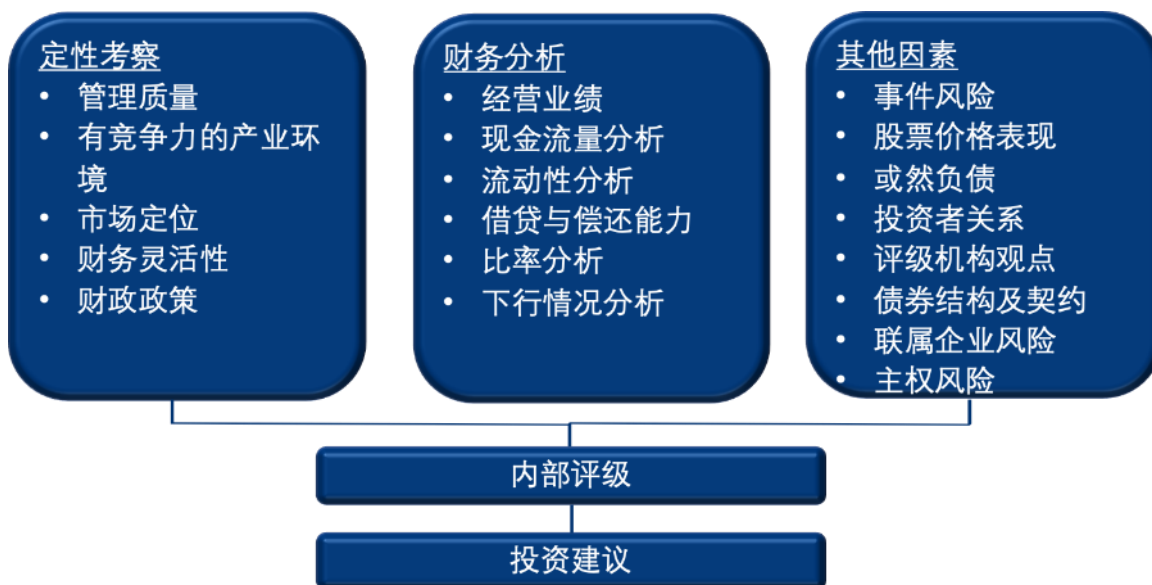 定性考察
• 管理质量
• 有竞争力的产业环
境
• 市场定位
• 财务灵活性
• 财政政策
财务分析
• 经营业绩
• 现金流量分析
• 流动性分析
• 借贷与偿还能力
• 比率分析
• 下行情况分析
其他因素
• 事件风险
• 股票价格表现
• 或然负债
• 投资者关系
• 评级机构观点
• 债券结构及契约
• 联属企业风险
• 主权风险
内部评级
投资建议